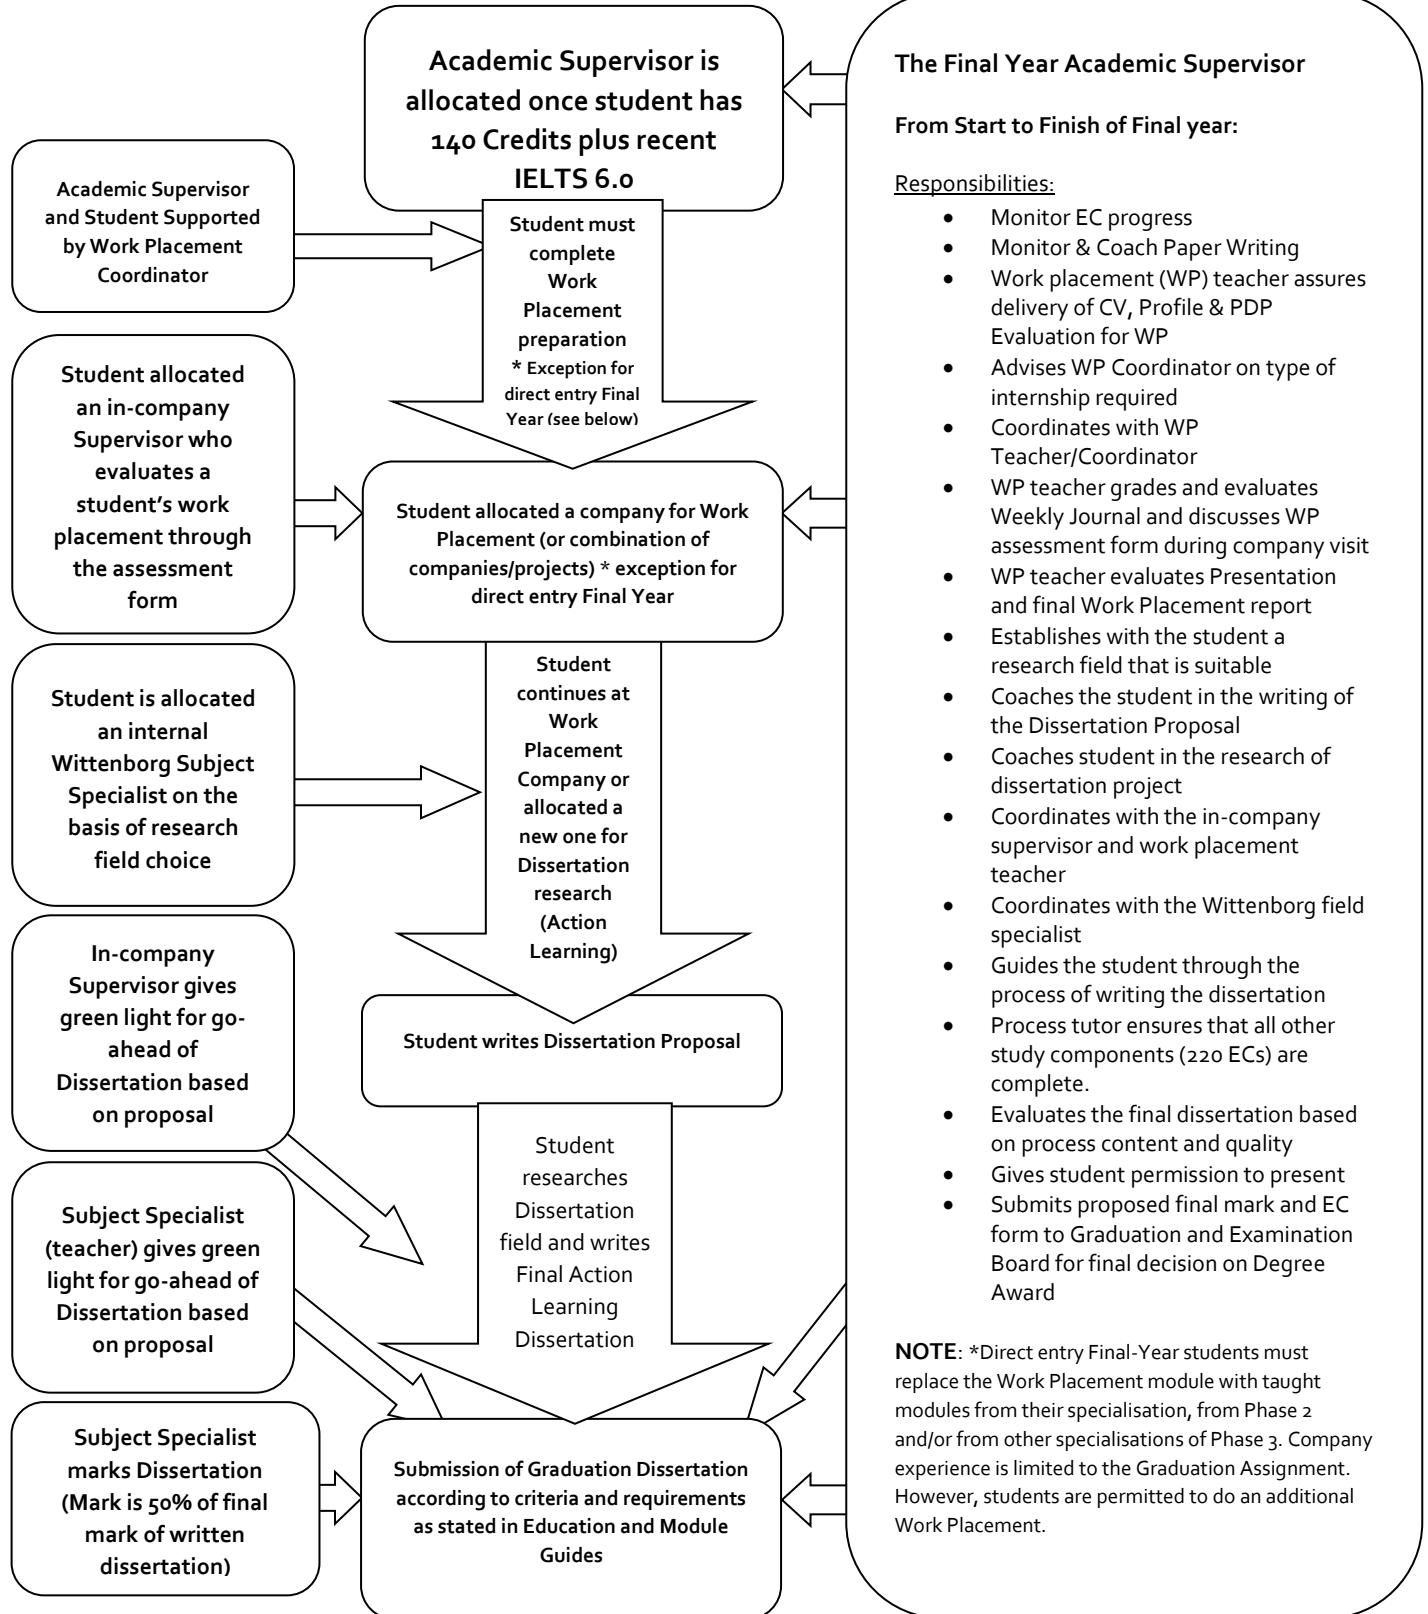 Academic Supervisor is
allocated once student has
140 Credits plus recent
IELTS 6.0
Academic Supervisor
and Student Supported
by Work Placement
Coordinator
Student must
complete
Work
Placement
preparation
* Exception for
direct entry Final
Year (see below)
Student allocated
an in-company
Supervisor who
evaluates a
student's work
placement through
the assessment
form
Student allocated a company for Work
Placement (or combination of
companies/projects) * exception for
direct entry Final Year
Student is allocated
an internal
Wittenborg Subject
Specialist on the
basis of research
field choice
Student
continues at
Work
Placement
Company or
allocated a
new one for
Dissertation
research
(Action
Learning)
In-company
Supervisor gives
green light for go-
ahead of
Dissertation based
on proposal
Student writes Dissertation Proposal
Subject Specialist
(teacher) gives green
light for go-ahead of
Dissertation based
on proposal
Student
researches
Dissertation
field and writes
Final Action
Learning
Dissertation
Subject Specialist
marks Dissertation
(Mark is 50% of final
mark of written
dissertation)
Submission of Graduation Dissertation
according to criteria and requirements
as stated in Education and Module
Guides
The Final Year Academic Supervisor
From Start to Finish of Final year:
Responsibilities:
• Monitor EC progress
• Monitor & Coach Paper Writing
• Work placement (WP) teacher assures
delivery of CV, Profile & PDP
Evaluation for WP
• Advises WP Coordinator on type of
internship required
• Coordinates with WP
Teacher/Coordinator
• WP teacher grades and evaluates
Weekly Journal and discusses WP
assessment form during company visit
• WP teacher evaluates Presentation
and final Work Placement report
• Establishes with the student a
research field that is suitable
• Coaches the student in the writing of
the Dissertation Proposal
• Coaches student in the research of
dissertation project
• Coordinates with the in-company
supervisor and work placement
teacher
• Coordinates with the Wittenborg field
specialist
• Guides the student through the
process of writing the dissertation
• Process tutor ensures that all other
study components (220 ECs) are
complete.
• Evaluates the final dissertation based
on process content and quality
• Gives student permission to present
• Submits proposed final mark and EC
form to Graduation and Examination
Board for final decision on Degree
Award
NOTE: *Direct entry Final-Year students must
replace the Work Placement module with taught
modules from their specialisation, from Phase 2
and/or from other specialisations of Phase 3. Company
experience is limited to the Graduation Assignment.
However, students are permitted to do an additional
Work Placement.